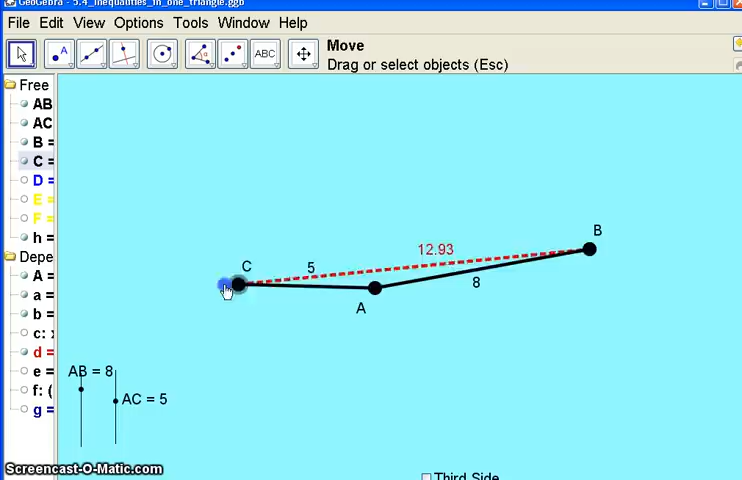 GeoGebra - 5.4_inequalities_in_one_triangle.ggb
File Edit View Options Tools Window Help
A α ABC
Move
Drag or select objects (Esc)
Free
AB
AC
B =
C =
D =
E =
F =
h =
Depe
A =
a =
b =
c: x
d =
e =
f: (
g =
B
12.93
C
5
8
A
AB = 8
AC = 5
Third Side
Screencast-O-Matic.com